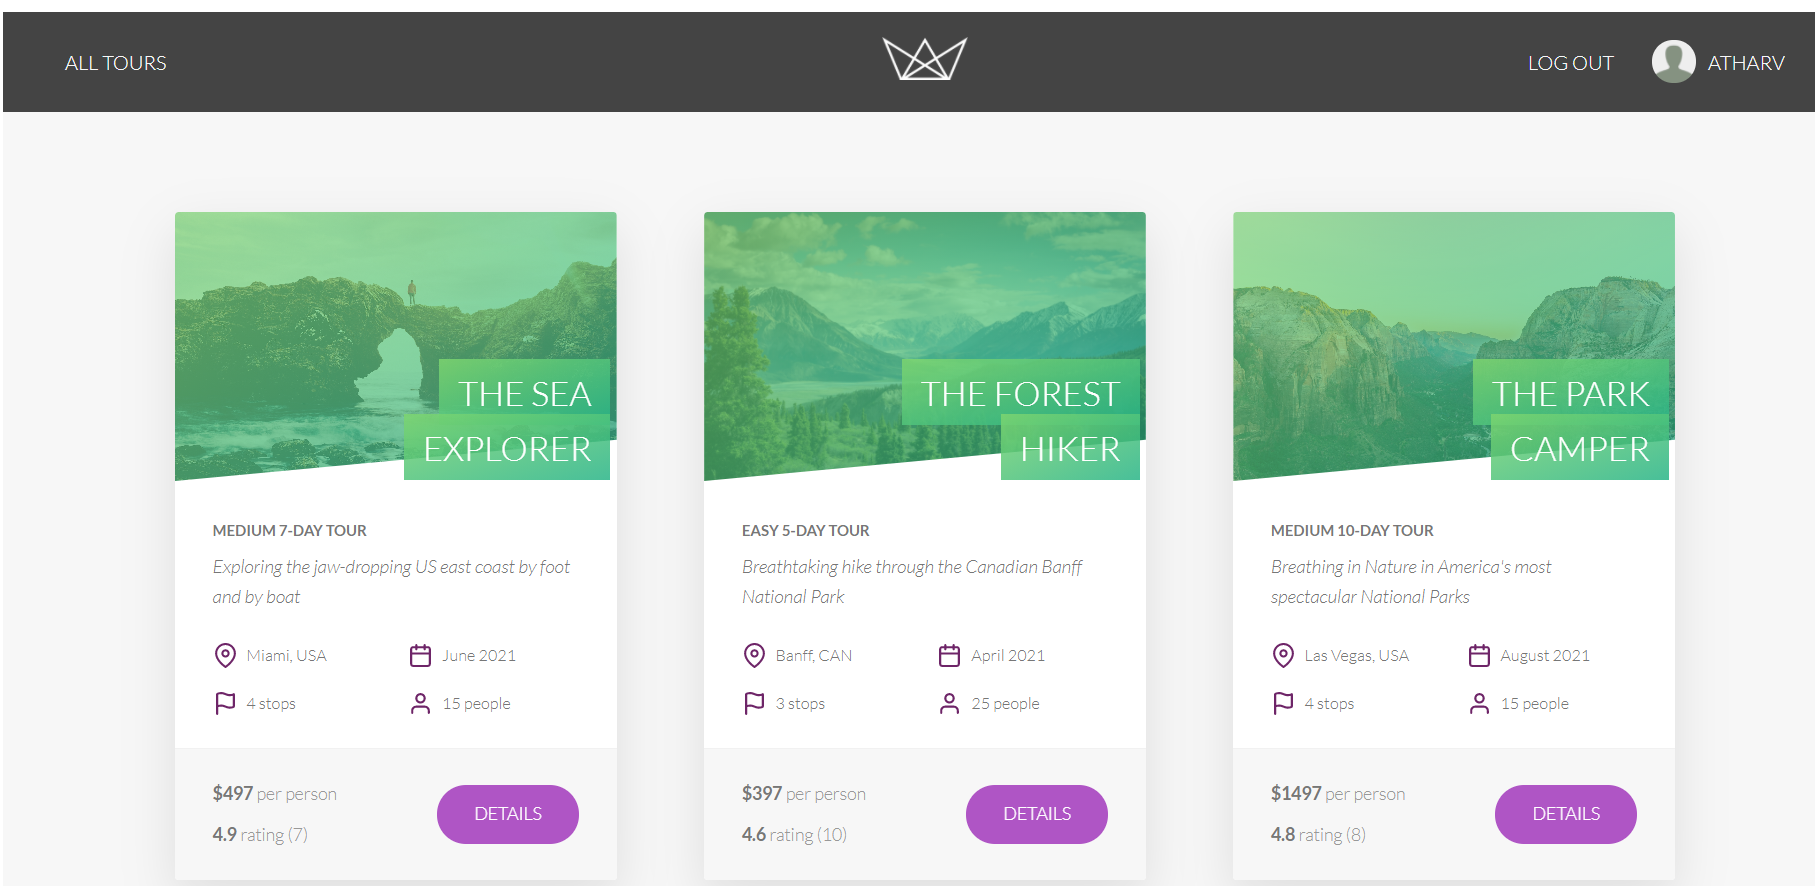 ALL TOURS
LOG OUT
ATHARV
THE SEA
EXPLORER
MEDIUM 7-DAY TOUR
Exploring the jaw-dropping US east coast by foot
and by boat
Miami, USA
June 2021
4 stops
15 people
$497 per person
4.9 rating (7)
DETAILS
THE FOREST
HIKER
EASY 5-DAY TOUR
Breathtaking hike through the Canadian Banff
National Park
Banff, CAN
April 2021
3 stops
25 people
$397 per person
4.6 rating (10)
DETAILS
THE PARK
CAMPER
MEDIUM 10-DAY TOUR
Breathing in Nature in America's most
spectacular National Parks
Las Vegas, USA
August 2021
4 stops
15 people
$1497 per person
4.8 rating (8)
DETAILS